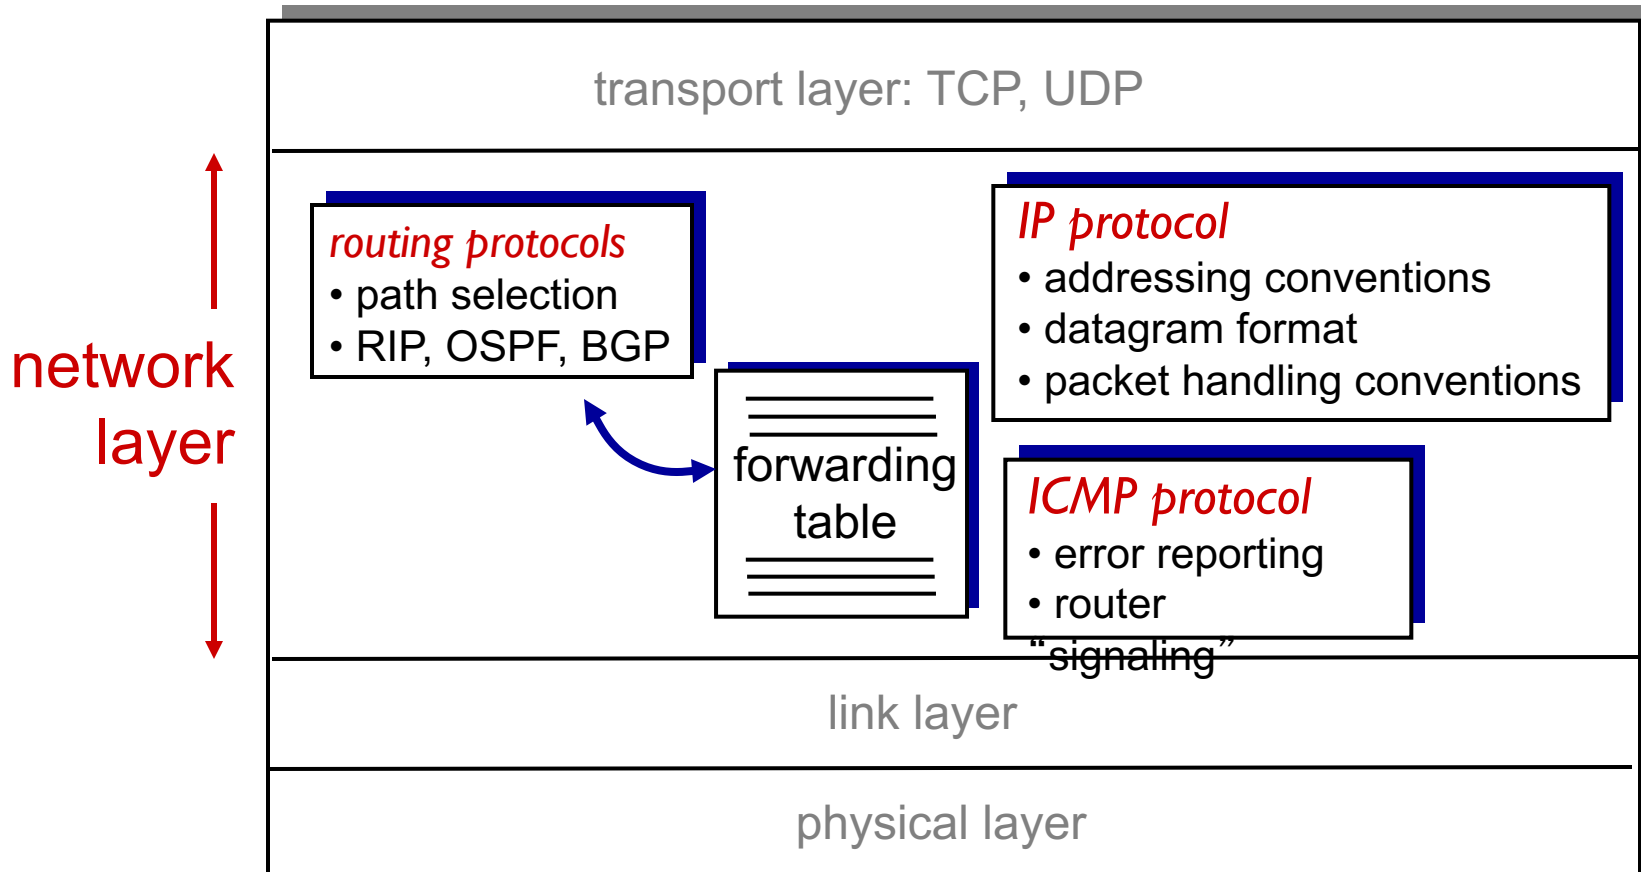 transport layer: TCP, UDP
network
layer
routing protocols
• path selection
• RIP, OSPF, BGP
forwarding
table
IP protocol
• addressing conventions
• datagram format
• packet handling conventions
ICMP protocol
• error reporting
• router
“signaling”
link layer
physical layer